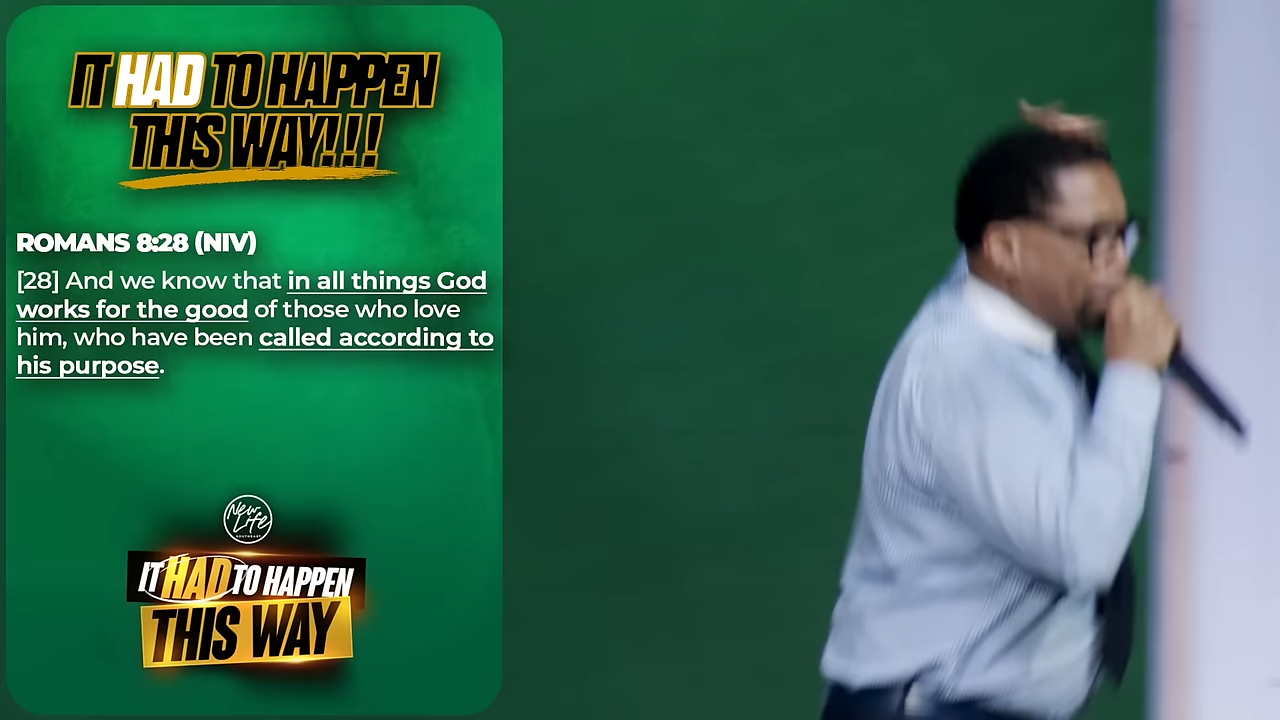 IT HAD TO HAPPEN
THIS WAY!!!
ROMANS 8:28 (NIV)
[28] And we know that in all things God
works for the good of those who love
him, who have been called according to
his purpose.
New
Life
SOUTHEAST
IT HAD TO HAPPEN
THIS WAY